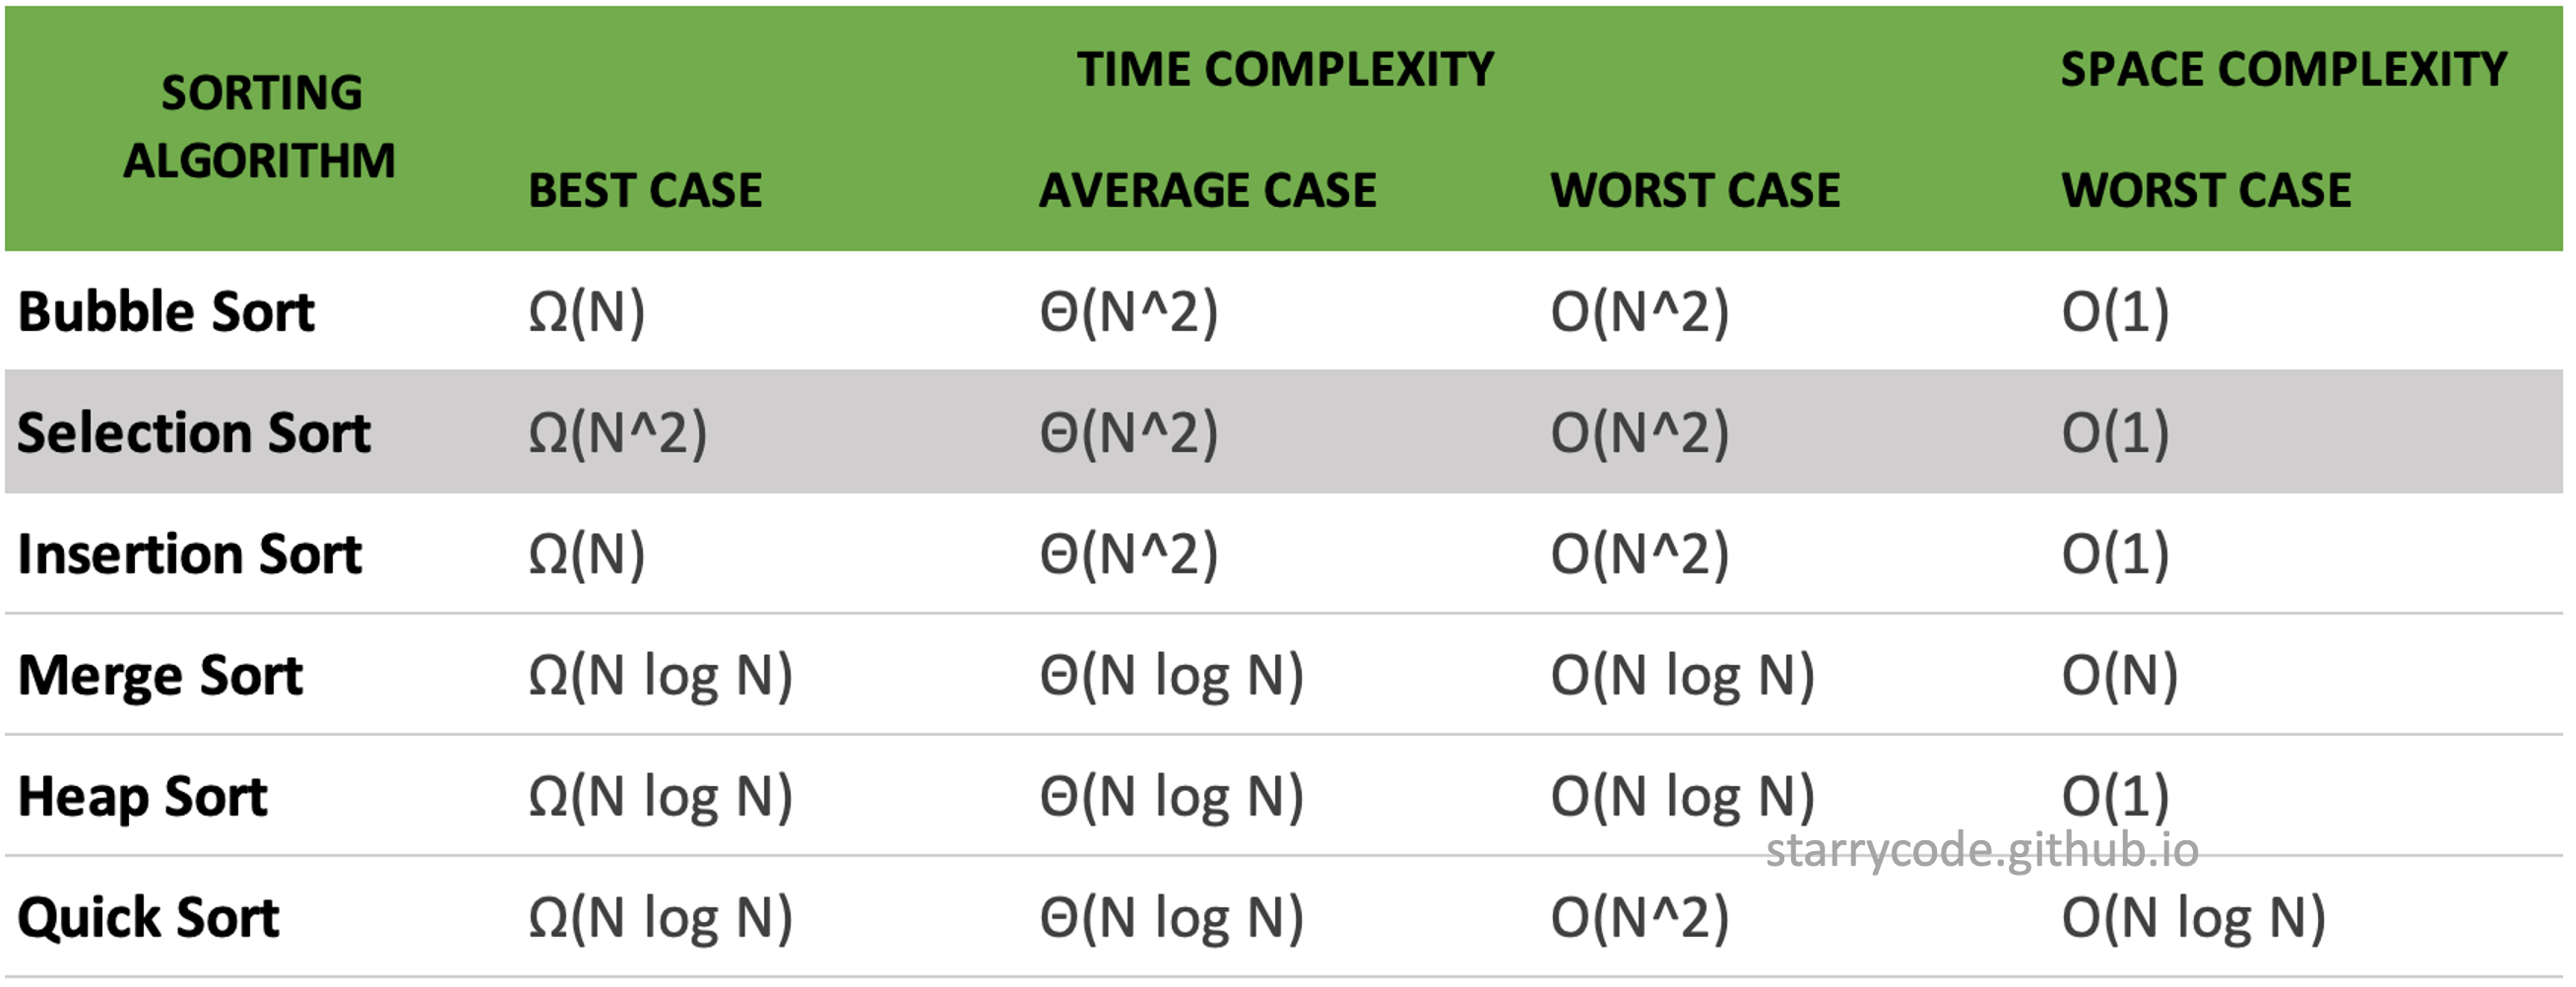 SORTING
ALGORITHM
TIME COMPLEXITY
SPACE COMPLEXITY
BEST CASE AVERAGE CASE WORST CASE WORST CASE
Bubble Sort Ω(N) Θ(N^2) O(N^2) O(1)
Selection Sort Ω(N^2) Θ(N^2) O(N^2) O(1)
Insertion Sort Ω(N) Θ(N^2) O(N^2) O(1)
Merge Sort Ω(N log N) Θ(N log N) O(N log N) O(N)
Heap Sort Ω(N log N) Θ(N log N) O(N log N) O(1)
starrycode.github.io
Quick Sort Ω(N log N) Θ(N log N) O(N^2) O(N log N)